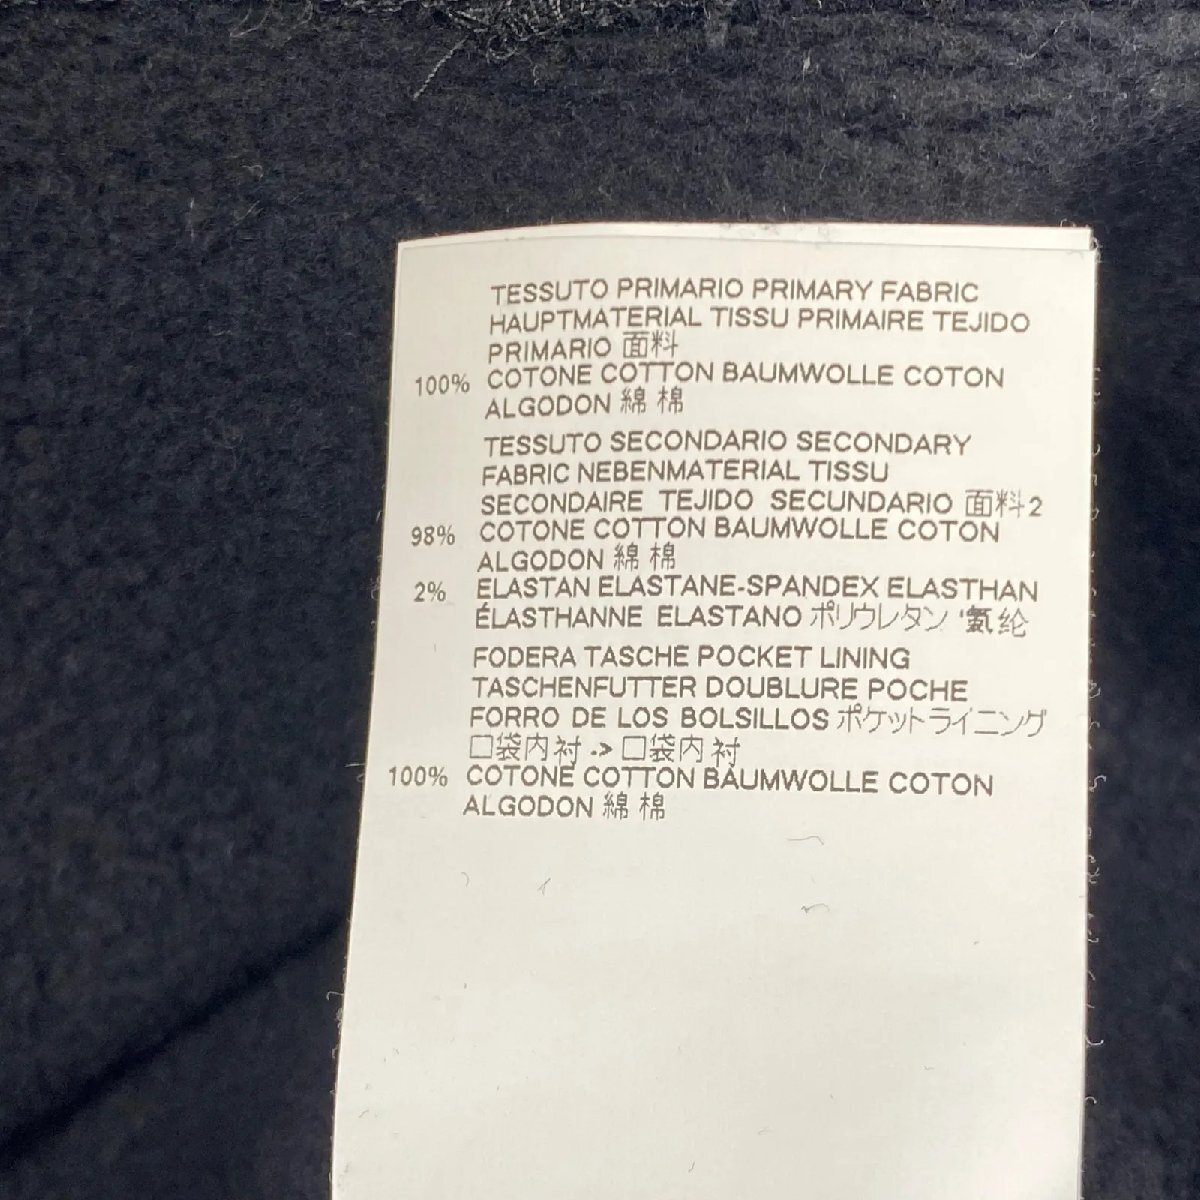 TESSUTO PRIMARIO PRIMARY FABRIC
HAUPTMATERIAL TISSU PRIMAIRE TEJIDO
PRIMARIO 面料
100% COTONE COTTON BAUMWOLLE COTON
ALGODON 綿 棉
TESSUTO SECONDARIO SECONDARY
FABRIC NEBENMATERIAL TISSU
SECONDAIRE TEJIDO SECUNDARIO 面料2
98% COTONE COTTON BAUMWOLLE COTON
ALGODON 綿 棉
2% ELASTAN ELASTANE-SPANDEX ELASTHAN
ÉLASTHANNE ELASTANO ポリウレタン '氨纶
FODERA TASCHE POCKET LINING
TASCHENFUTTER DOUBLURE POCHE
FORRO DE LOS BOLSILLOS ポケットライニング
口袋内衬 -> 口袋内衬
100% COTONE COTTON BAUMWOLLE COTON
ALGODON 綿 棉